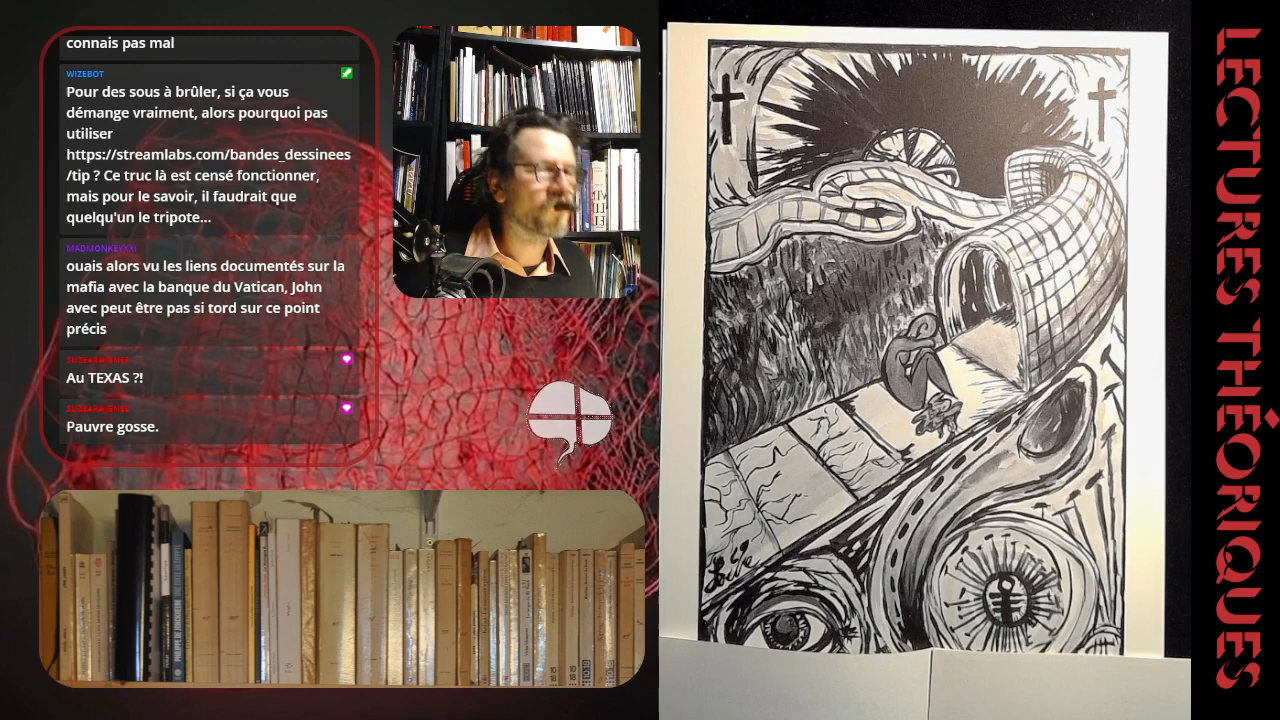 connais pas mal
WIZEBOT
Pour des sous à brûler, si ça vous
démange vraiment, alors pourquoi pas
utiliser
https://streamlabs.com/bandes_dessinees
/tip ? Ce truc là est censé fonctionner,
mais pour le savoir, il faudrait que
quelqu'un le tripote...
MADMONKEYXYI
ouais alors vu les liens documentés sur la
mafia avec la banque du Vatican, John
avec peut être pas si tord sur ce point
précis
SUZEARAIGNEE
Au TEXAS ?!
SUZEARAIGNEE
Pauvre gosse.
LECTURES THÉORIQUES